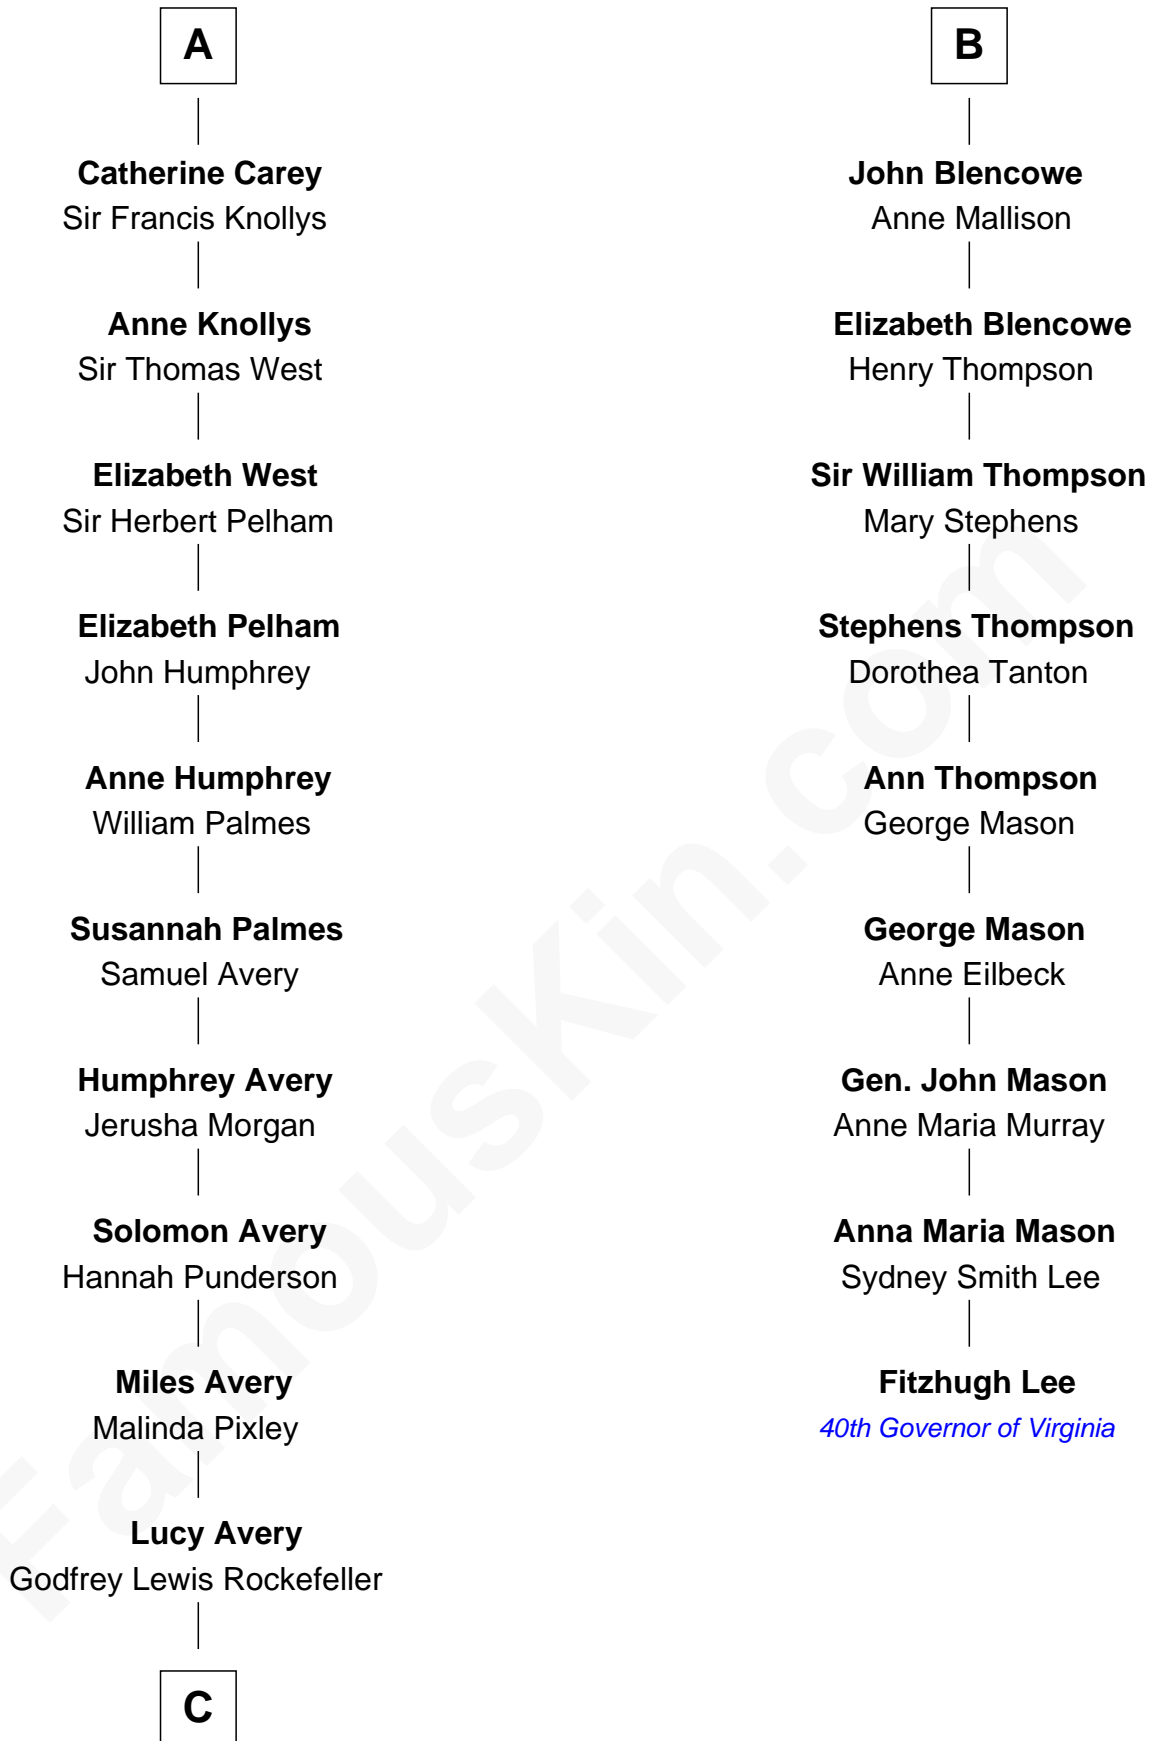 A
Catherine Carey
Sir Francis Knollys
Anne Knollys
Sir Thomas West
Elizabeth West
Sir Herbert Pelham
Elizabeth Pelham
John Humphrey
Anne Humphrey
William Palmes
Susannah Palmes
Samuel Avery
Humphrey Avery
Jerusha Morgan
Solomon Avery
Hannah Punderson
Miles Avery
Malinda Pixley
Lucy Avery
Godfrey Lewis Rockefeller
C
B
John Blencowe
Anne Mallison
Elizabeth Blencowe
Henry Thompson
Sir William Thompson
Mary Stephens
Stephens Thompson
Dorothea Tanton
Ann Thompson
George Mason
George Mason
Anne Eilbeck
Gen. John Mason
Anne Maria Murray
Anna Maria Mason
Sydney Smith Lee
Fitzhugh Lee
40th Governor of Virginia
FamousKin.com